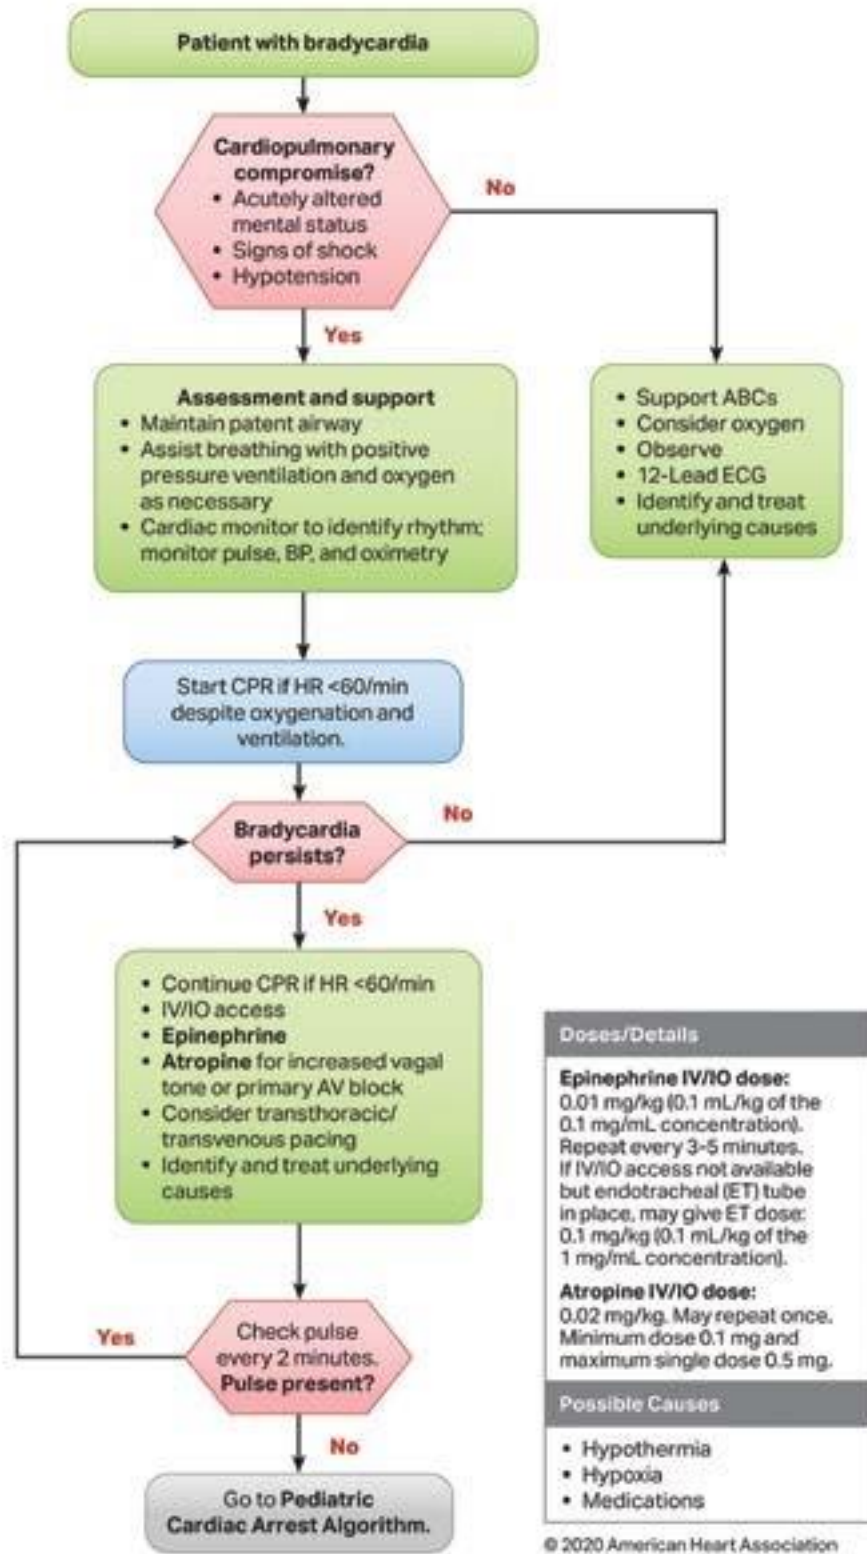 Patient with bradycardia
Cardiopulmonary
compromise?
• Acutely altered
mental status
• Signs of shock
• Hypotension
No
Yes
Assessment and support
• Maintain patent airway
• Assist breathing with positive
pressure ventilation and oxygen
as necessary
• Cardiac monitor to identify rhythm;
monitor pulse, BP, and oximetry
• Support ABCs
• Consider oxygen
• Observe
• 12-Lead ECG
• Identify and treat
underlying causes
Start CPR if HR <60/min
despite oxygenation and
ventilation.
Bradycardia
persists?
No
Yes
• Continue CPR if HR <60/min
• IV/IO access
• Epinephrine
• Atropine for increased vagal
tone or primary AV block
• Consider transthoracic/
transvenous pacing
• Identify and treat underlying
causes
Check pulse
every 2 minutes.
Pulse present?
Yes
No
Go to Pediatric
Cardiac Arrest Algorithm.
Doses/Details
Epinephrine IV/IO dose:
0.01 mg/kg (0.1 mL/kg of the
0.1 mg/mL concentration).
Repeat every 3-5 minutes.
If IV/IO access not available
but endotracheal (ET) tube
in place, may give ET dose:
0.1 mg/kg (0.1 mL/kg of the
1 mg/mL concentration).
Atropine IV/IO dose:
0.02 mg/kg. May repeat once.
Minimum dose 0.1 mg and
maximum single dose 0.5 mg.
Possible Causes
• Hypothermia
• Hypoxia
• Medications
© 2020 American Heart Association